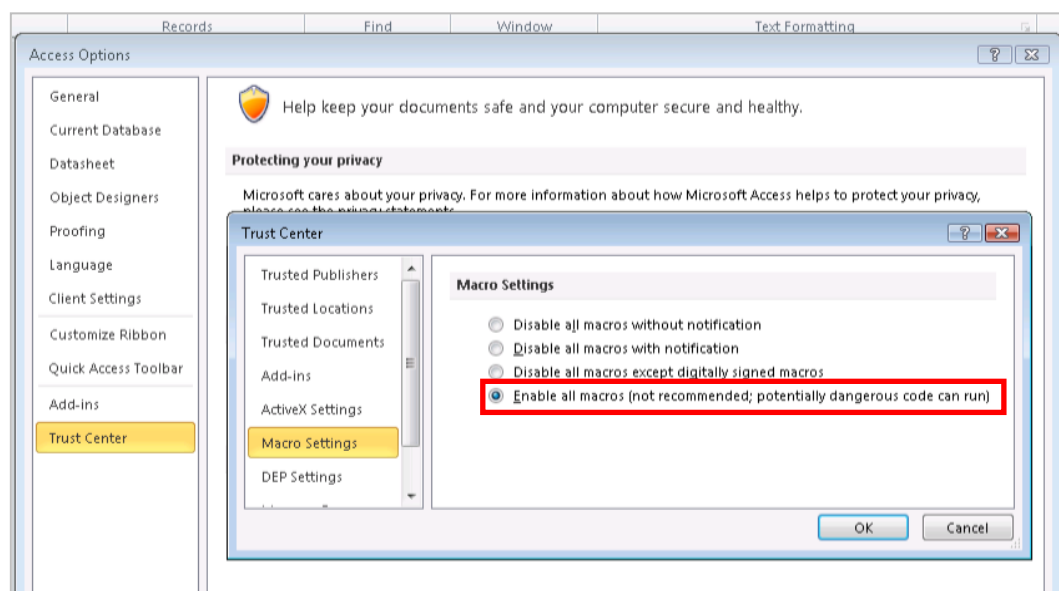 Records Find Window Text Formatting
Access Options
General
Current Database
Datasheet
Object Designers
Proofing
Language
Client Settings
Customize Ribbon
Quick Access Toolbar
Add-ins
Trust Center
Help keep your documents safe and your computer secure and healthy.
Protecting your privacy
Microsoft cares about your privacy. For more information about how Microsoft Access helps to protect your privacy,
please see the privacy statements.
Trust Center
Trusted Publishers
Trusted Locations
Trusted Documents
Add-ins
ActiveX Settings
Macro Settings
DEP Settings
Macro Settings
Disable all macros without notification
Disable all macros with notification
Disable all macros except digitally signed macros
Enable all macros (not recommended; potentially dangerous code can run)
OK Cancel